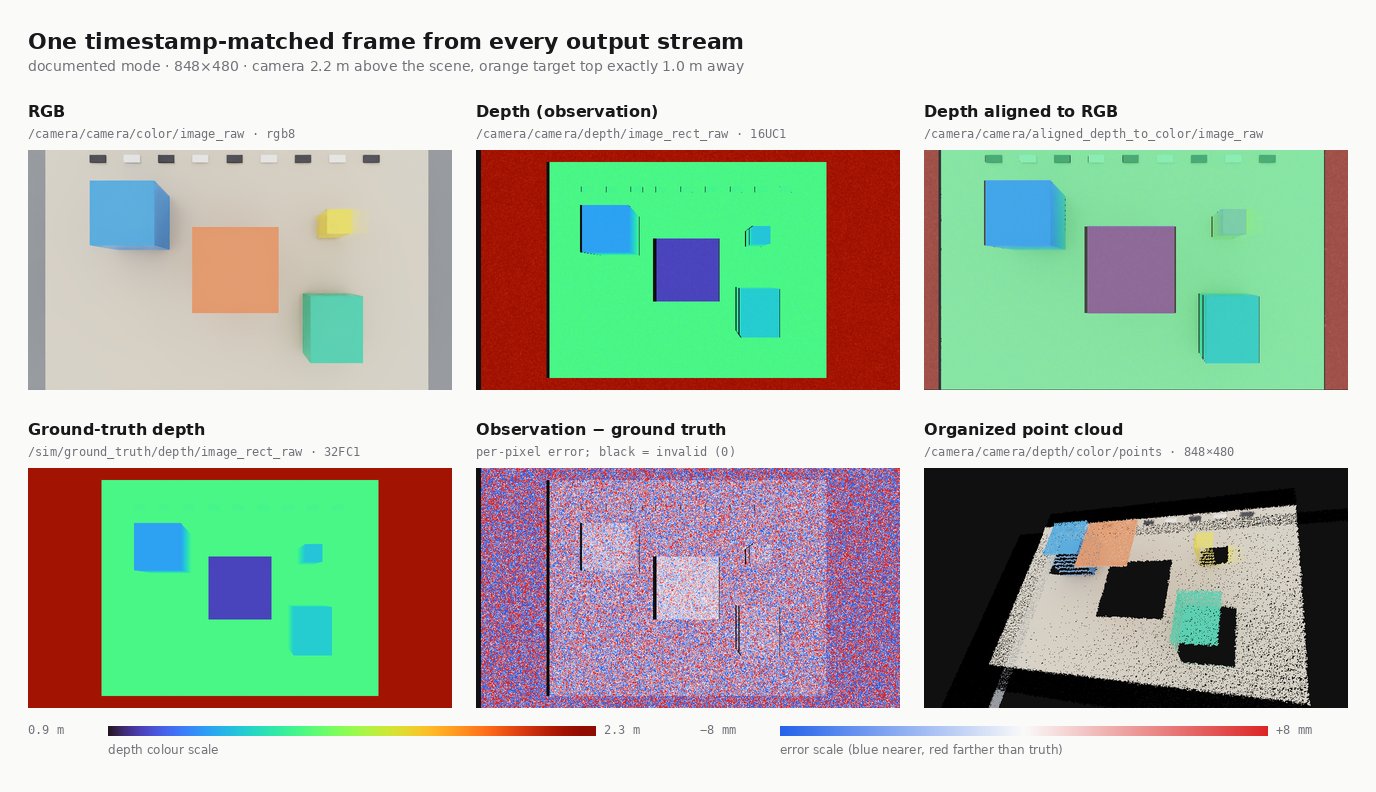 One timestamp-matched frame from every output stream
documented mode · 848×480 · camera 2.2 m above the scene, orange target top exactly 1.0 m away
RGB
/camera/camera/color/image_raw · rgb8
Depth (observation)
/camera/camera/depth/image_rect_raw · 16UC1
Depth aligned to RGB
/camera/camera/aligned_depth_to_color/image_raw
Ground-truth depth
/sim/ground_truth/depth/image_rect_raw · 32FC1
Observation − ground truth
per-pixel error; black = invalid (0)
Organized point cloud
/camera/camera/depth/color/points · 848×480
0.9 m
2.3 m
depth colour scale
−8 mm
+8 mm
error scale (blue nearer, red farther than truth)